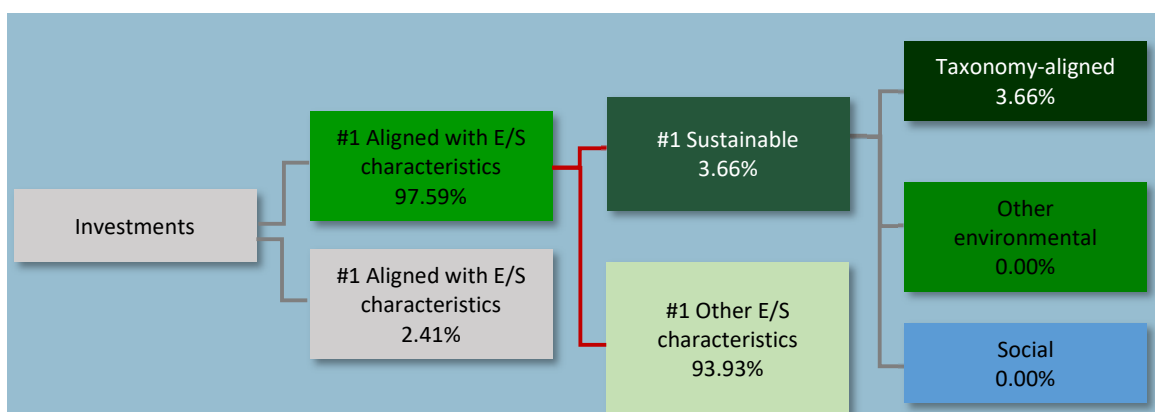 Investments
#1 Aligned with E/S
characteristics
97.59%
#1 Aligned with E/S
characteristics
2.41%
#1 Sustainable
3.66%
#1 Other E/S
characteristics
93.93%
Taxonomy-aligned
3.66%
Other
environmental
0.00%
Social
0.00%